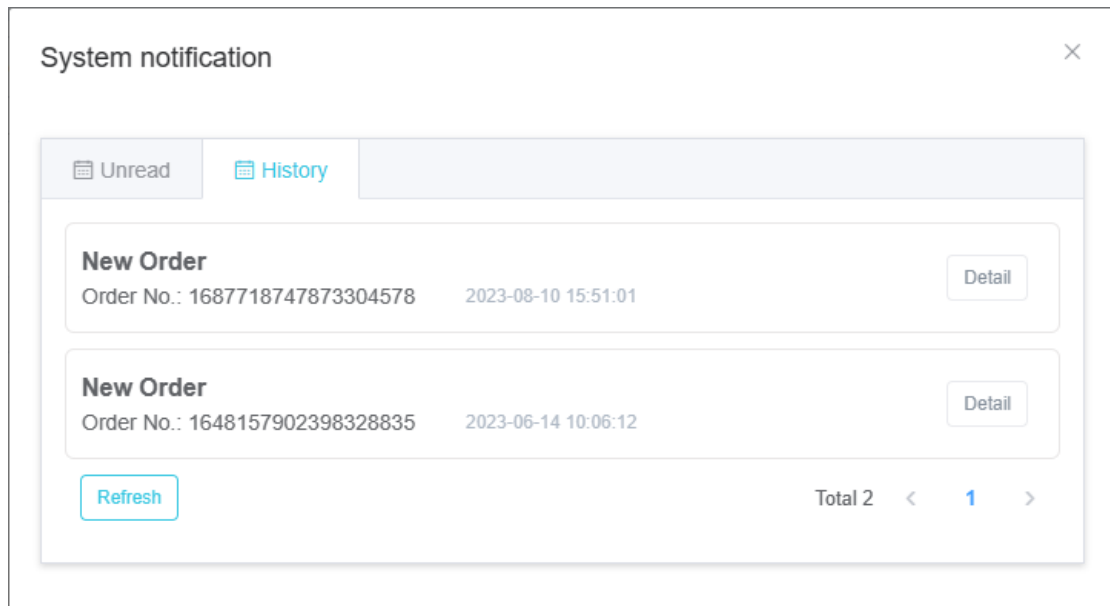 System notification
Unread
History
New Order
Order No.: 1687718747873304578 2023-08-10 15:51:01
Detail
New Order
Order No.: 1648157902398328835 2023-06-14 10:06:12
Detail
Refresh
Total 2 < 1 >